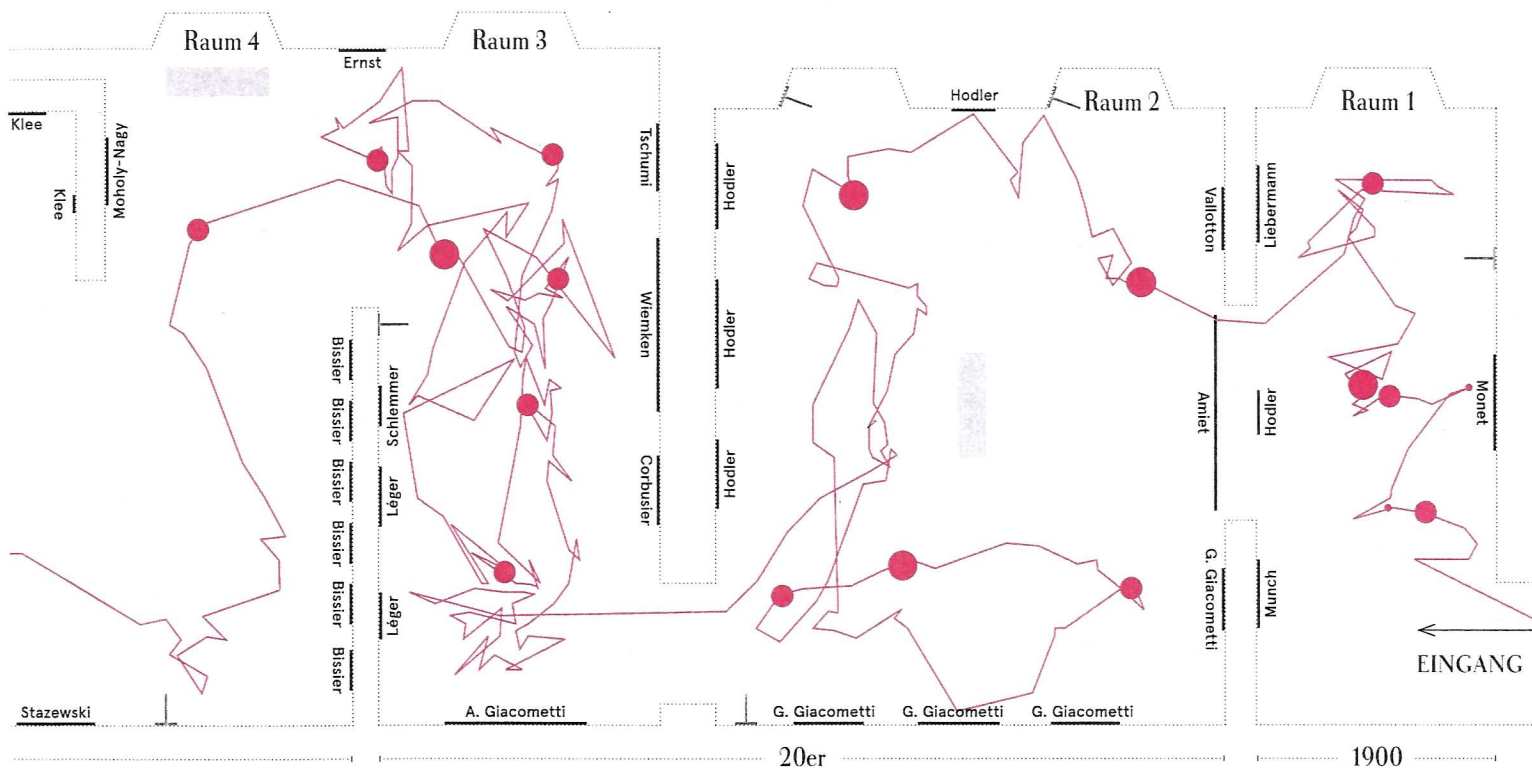 Raum 4
Raum 3
Raum 2
Raum 1
Ernst
Hodler
Klee
Klee
Moholy-Nagy
Tschumi
Hodler
Vallotton
Liebermann
Wiemken
Hodler
Bissier
Bissier
Bissier
Bissier
Bissier
Bissier
Schlemmer
Léger
Léger
Corbusier
Hodler
Amiet
Hodler
Monet
G. Giacometti
Munch
EINGANG
Stazewski
A. Giacometti
G. Giacometti
G. Giacometti
G. Giacometti
20er
1900